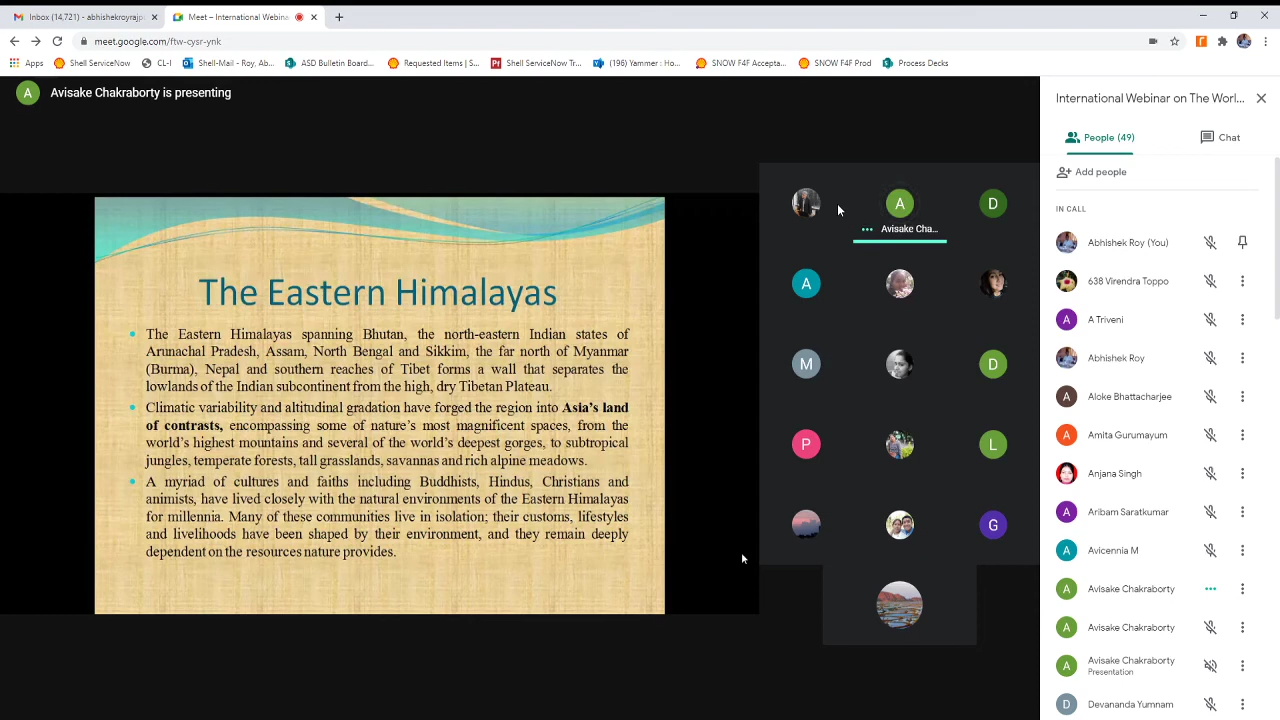 Inbox (14,721) - abhishekroyrajp
Meet – International Webina
meet.google.com/ftw-cysr-ynk
Apps
Shell ServiceNow
CL-I
Shell-Mail - Roy, Ab...
ASD Bulletin Board...
Requested Items | S...
Shell ServiceNow Tr...
(196) Yammer : Ho...
SNOW F4F Accepta...
SNOW F4F Prod
Process Decks
A
Avisake Chakraborty is presenting
The Eastern Himalayas
The Eastern Himalayas spanning Bhutan, the north-eastern Indian states of
Arunachal Pradesh, Assam, North Bengal and Sikkim, the far north of Myanmar
(Burma), Nepal and southern reaches of Tibet forms a wall that separates the
lowlands of the Indian subcontinent from the high, dry Tibetan Plateau.
Climatic variability and altitudinal gradation have forged the region into Asia's land
of contrasts, encompassing some of nature's most magnificent spaces, from the
world's highest mountains and several of the world's deepest gorges, to subtropical
jungles, temperate forests, tall grasslands, savannas and rich alpine meadows.
A myriad of cultures and faiths including Buddhists, Hindus, Christians and
animists, have lived closely with the natural environments of the Eastern Himalayas
for millennia. Many of these communities live in isolation; their customs, lifestyles
and livelihoods have been shaped by their environment, and they remain deeply
dependent on the resources nature provides.
A
D
Avisake Cha...
A
M
D
P
L
G
International Webinar on The Worl...
People (49)
Chat
Add people
IN CALL
Abhishek Roy (You)
638 Virendra Toppo
A
A Triveni
Abhishek Roy
A
Aloke Bhattacharjee
A
Amita Gurumayum
Anjana Singh
A
Aribam Saratkumar
A
Avicennia M
A
Avisake Chakraborty
A
Avisake Chakraborty
A
Avisake Chakraborty
Presentation
D
Devananda Yumnam